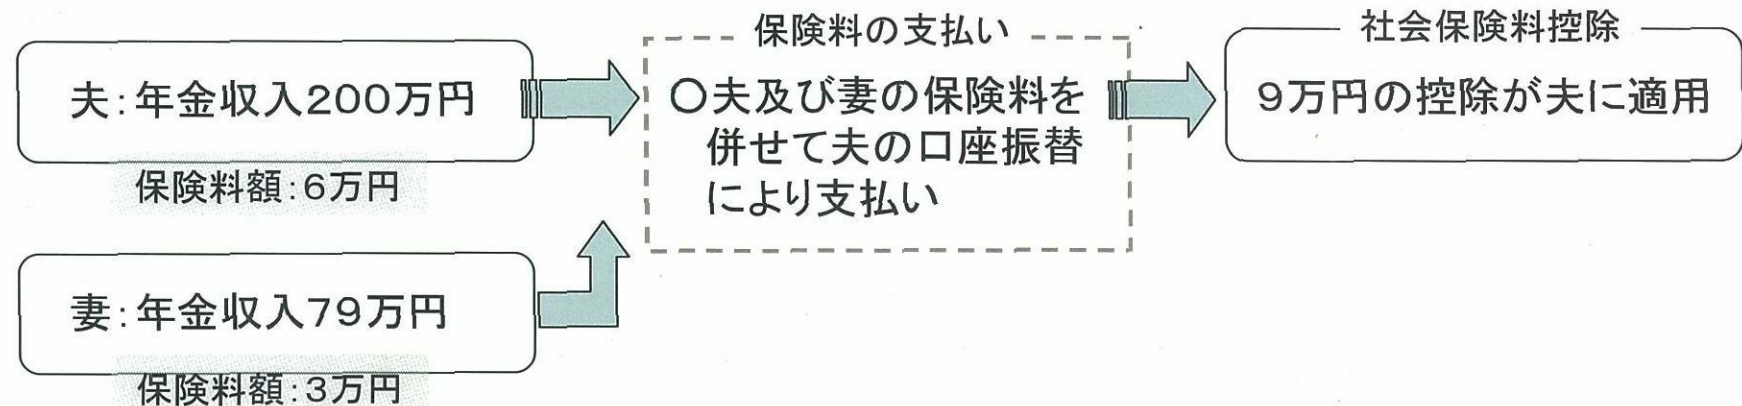 夫:年金収入200万円
保険料額:6万円
妻:年金収入79万円
保険料額:3万円
保険料の支払い
〇夫及び妻の保険料を
併せて夫の口座振替
により支払い
社会保険料控除
9万円の控除が夫に適用